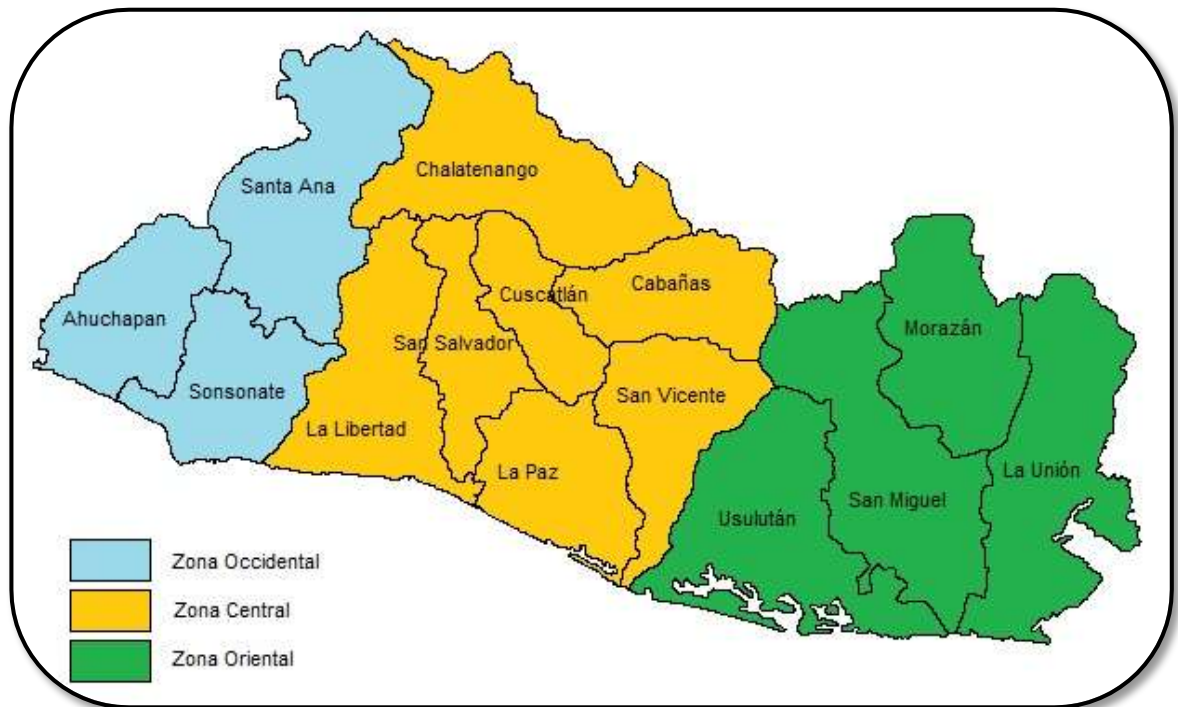 Chalatenango
Santa Ana
Cabañas
Cuscatlán
Ahuchapan
Morazán
San Salvador
Sonsonate
San Vicente
La Libertad
La Paz
La Unión
San Miguel
Usulután
Zona Occidental
Zona Central
Zona Oriental